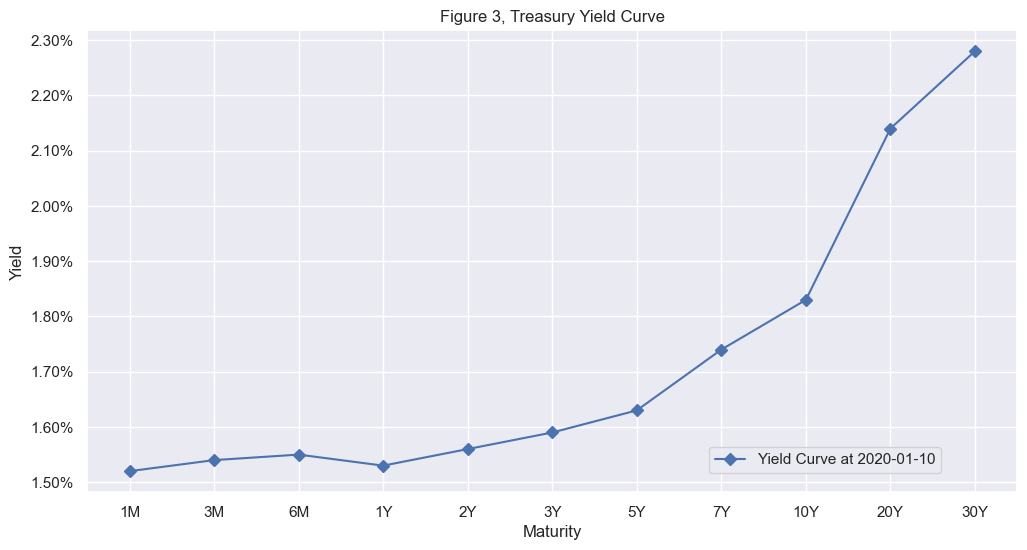 Figure 3, Treasury Yield Curve
2.30%
2.20%
2.10%
2.00%
1.90%
1.80%
1.70%
1.60%
1.50%
Yield
Yield Curve at 2020-01-10
1M 3M 6M 1Y 2Y 3Y 5Y 7Y 10Y 20Y 30Y
Maturity